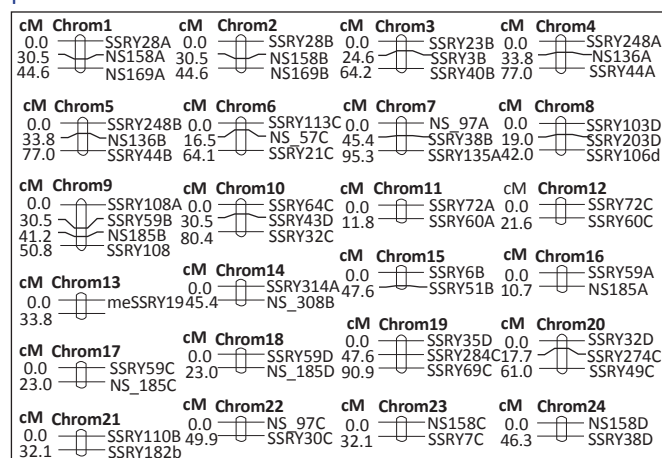 cM Chrom1 cM Chrom2 cM Chrom3 cM Chrom4
0.0 SSRY28A 0.0 SSRY28B 0.0 SSRY23B 0.0 SSRY248A
30.5 NS158A 30.5 NS158B 24.6 SSRY3B 33.8 NS136A
44.6 NS169A 44.6 NS169B 64.2 SSRY40B 77.0 SSRY44A
cM Chrom5 cM Chrom6 cM Chrom7 cM Chrom8
0.0 SSRY248B 0.0 SSRY113C 0.0 NS_97A 0.0 SSRY103D
33.8 NS136B 16.5 NS_57C 45.4 SSRY38B 19.0 SSRY203D
77.0 SSRY44B 64.1 SSRY21C 95.3 SSRY135A 42.0 SSRY106d
cM Chrom9 cM Chrom10 cM Chrom11 cM Chrom12
0.0 SSRY108A 0.0 SSRY64C 0.0 SSRY72A 0.0 SSRY72C
30.5 SSRY59B 30.5 SSRY43D 11.8 SSRY60A 21.6 SSRY60C
41.2 NS185B 80.4 SSRY32C
50.8 SSRY108
cM Chrom13 cM Chrom14 cM Chrom15 cM Chrom16
0.0 meSSRY19 0.0 SSRY314A 0.0 SSRY6B 0.0 SSRY59A
33.8 45.4 NS_308B 47.6 SSRY51B 10.7 NS185A
cM Chrom17 cM Chrom18 cM Chrom19 cM Chrom20
0.0 SSRY59C 0.0 SSRY59D 0.0 SSRY35D 0.0 SSRY32D
23.0 NS_185C 23.0 NS_185D 47.6 SSRY284C 17.7 SSRY274C
90.9 SSRY69C 61.0 SSRY49C
cM Chrom21 cM Chrom22 cM Chrom23 cM Chrom24
0.0 SSRY110B 0.0 NS_97C 0.0 NS158C 0.0 NS158D
32.1 SSRY182b 49.9 SSRY30C 32.1 SSRY7C 46.3 SSRY38D